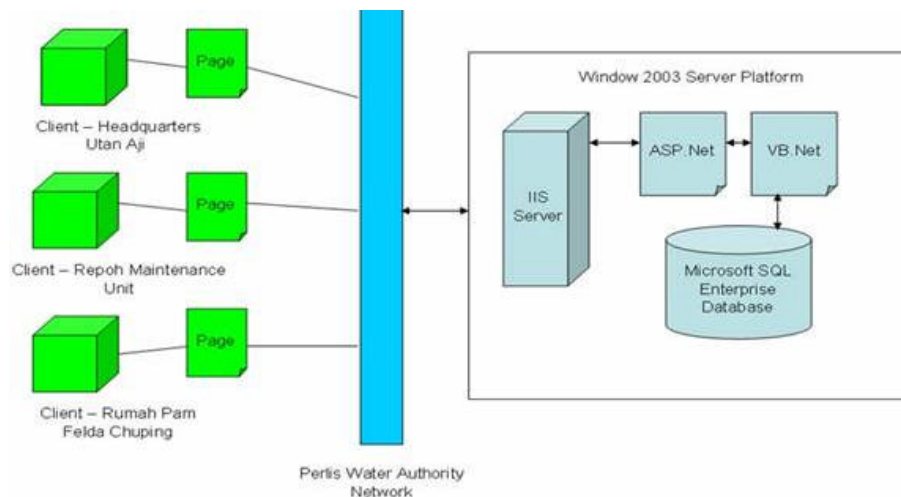 Page
Client – Headquarters
Utan Aji
Page
Client – Repoh Maintenance
Unit
Page
Client – Rumah Pam
Felda Chuping
Perlis Water Authority
Network
Window 2003 Server Platform
IIS
Server
ASP.Net
VB.Net
Microsoft SQL
Enterprise
Database